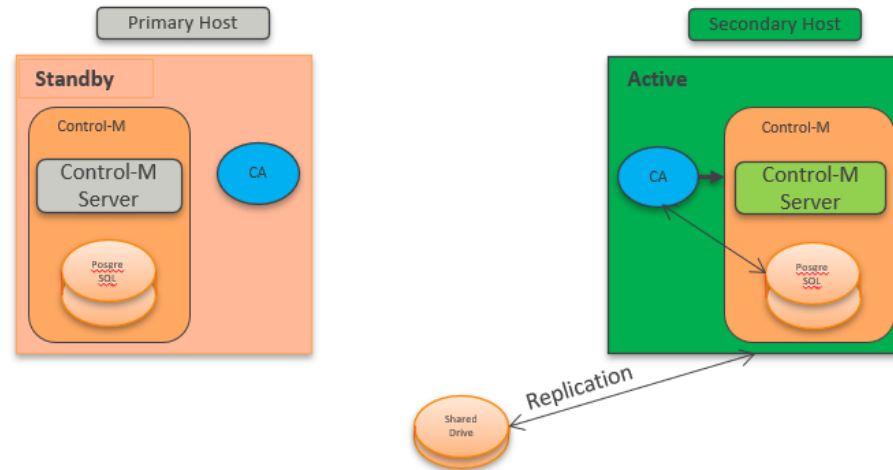 Primary Host
Secondary Host
Standby
Control-M
Control-M
Server
CA
Posgre
SQL
Active
Control-M
CA
Control-M
Server
Posgre
SQL
Replication
Shared
Drive